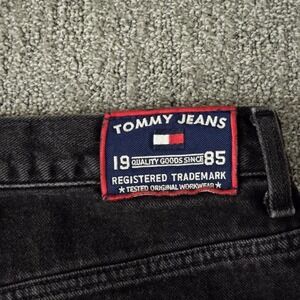 TOMMY JEANS
19 QUALITY GOODS SINCE 85
REGISTERED TRADEMARK
★ TESTED ORIGINAL WORKWEAR ★